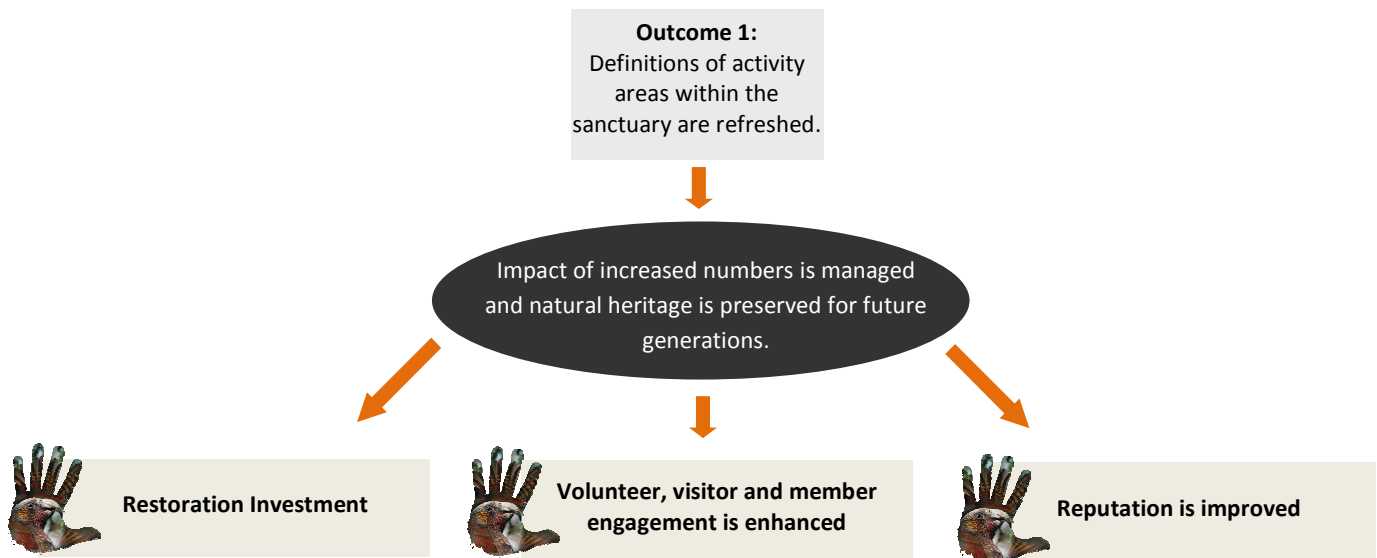 Outcome 1:
Definitions of activity
areas within the
sanctuary are refreshed.
Impact of increased numbers is managed
and natural heritage is preserved for future
generations.
Restoration Investment
Volunteer, visitor and member
engagement is enhanced
Reputation is improved